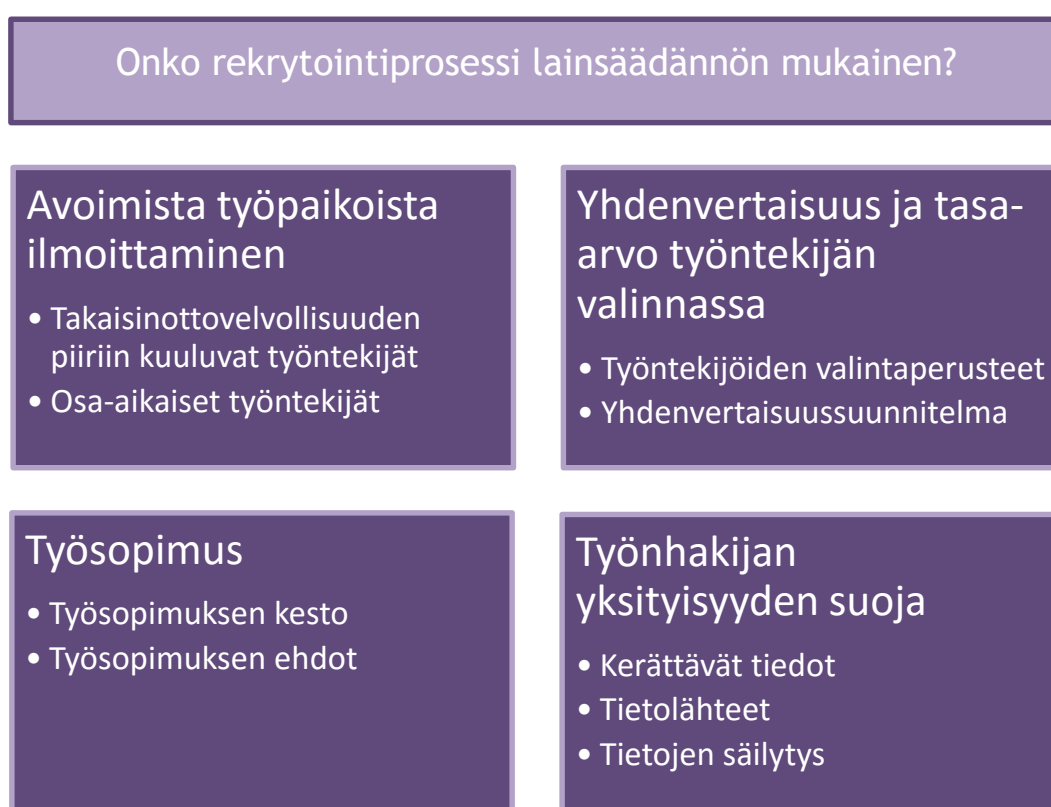 Onko rekrytointiprosessi lainsäädännön mukainen?
Avoimista työpaikoista
ilmoittaminen
• Takaisinottovelvollisuuden
piiriin kuuluvat työntekijät
• Osa-aikaiset työntekijät
Yhdenvertaisuus ja tasa-
arvo työntekijän
valinnassa
• Työntekijöiden valintaperusteet
• Yhdenvertaisuussuunnitelma
Työsopimus
• Työsopimuksen kesto
• Työsopimuksen ehdot
Työnhakijan
yksityisyyden suoja
• Kerättävät tiedot
• Tietolähteet
• Tietojen säilytys